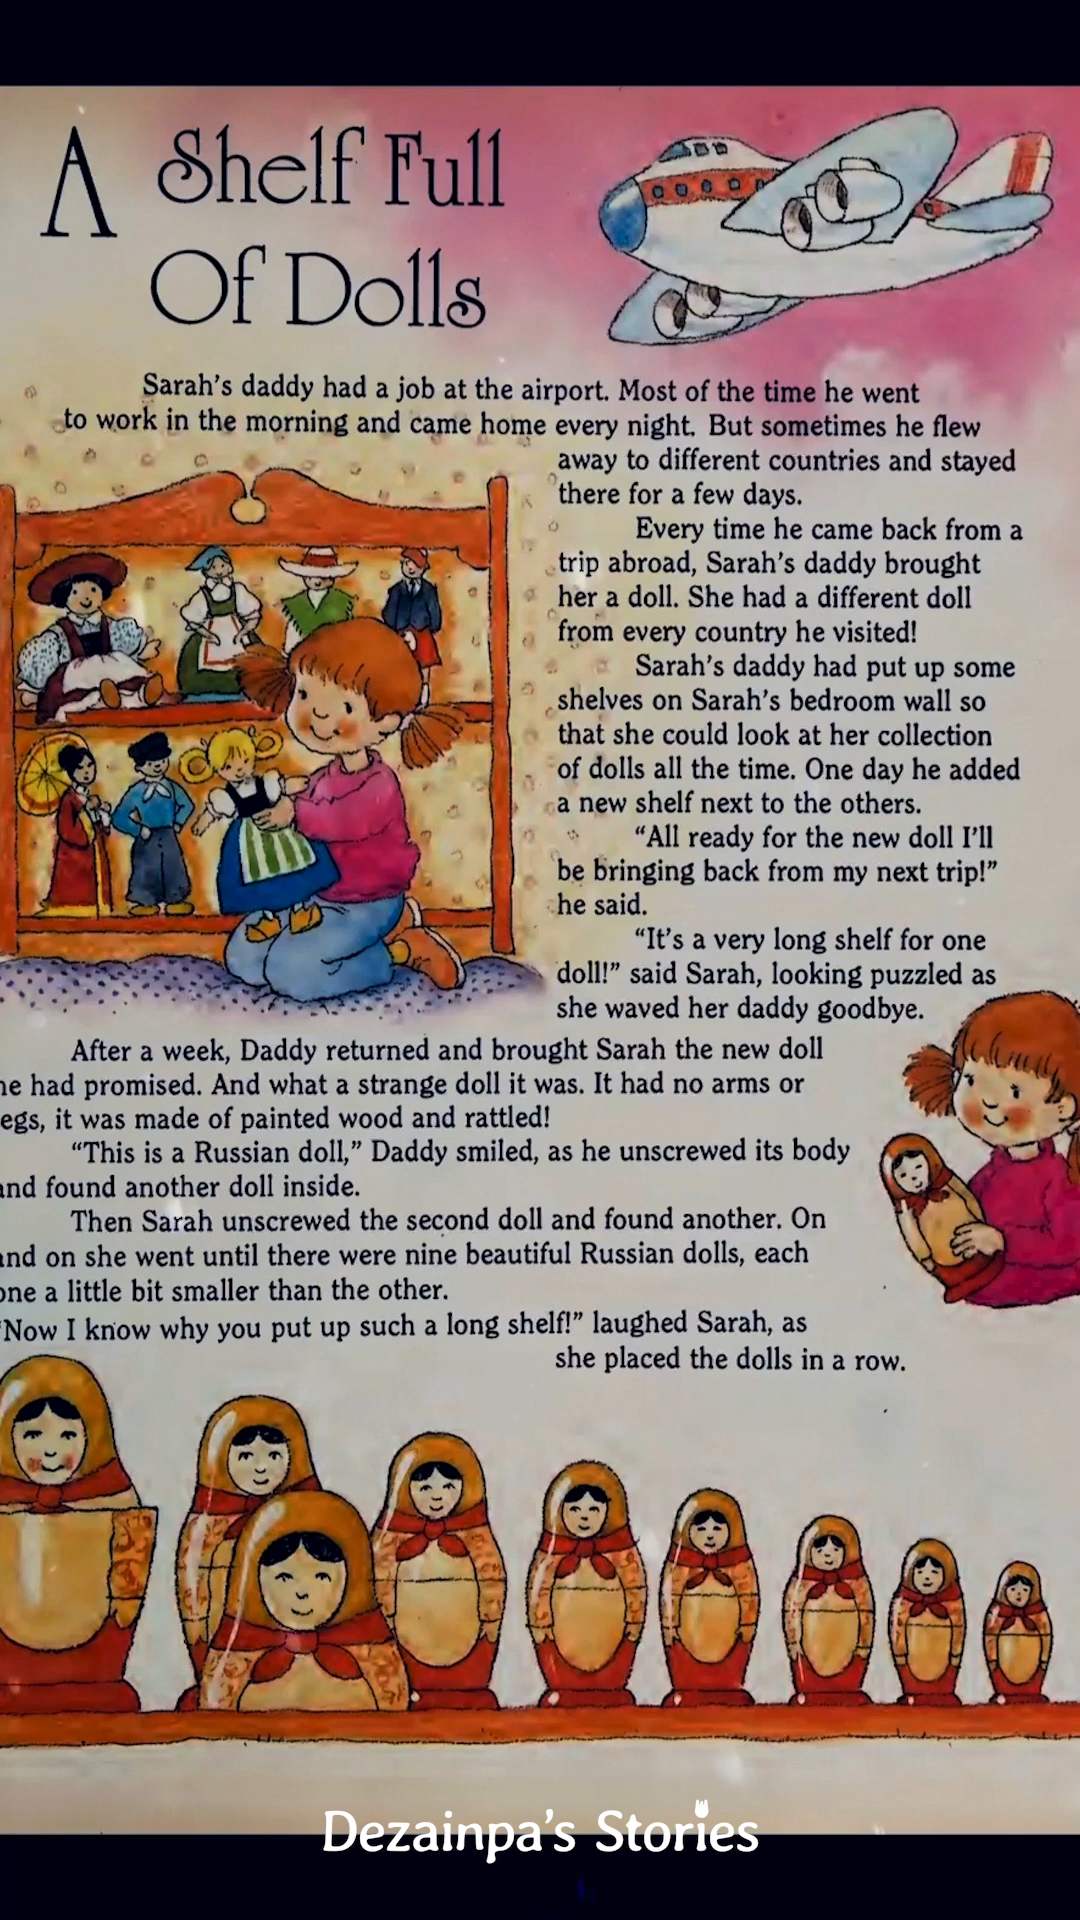 A Shelf Full
Of Dolls
Sarah's daddy had a job at the airport. Most of the time he went
to work in the morning and came home every night. But sometimes he flew
away to different countries and stayed
there for a few days.
Every time he came back from a
trip abroad, Sarah's daddy brought
her a doll. She had a different doll
from every country he visited!
Sarah's daddy had put up some
shelves on Sarah's bedroom wall so
that she could look at her collection
of dolls all the time. One day he added
a new shelf next to the others.
“All ready for the new doll I'll
be bringing back from my next trip!”
he said.
“It's a very long shelf for one
doll!” said Sarah, looking puzzled as
she waved her daddy goodbye.
After a week, Daddy returned and brought Sarah the new doll
he had promised. And what a strange doll it was. It had no arms or
egs, it was made of painted wood and rattled!
“This is a Russian doll,” Daddy smiled, as he unscrewed its body
and found another doll inside.
Then Sarah unscrewed the second doll and found another. On
and on she went until there were nine beautiful Russian dolls, each
one a little bit smaller than the other.
“Now I know why you put up such a long shelf!” laughed Sarah, as
she placed the dolls in a row.
Dezainpa's Stories